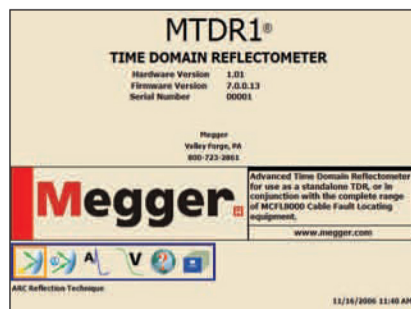 MTDR1®
TIME DOMAIN REFLECTOMETER
Hardware Version 1.01
Firmware Version 7.0.0.13
Serial Number 00001
Megger
Valley Forge, PA
800-723-2861
Megger.
Advanced Time Domain Reflectometer
for use as a standalone TDR, or in
conjunction with the complete range
of MCFL8000 Cable Fault Locating
equipment.
www.megger.com
A V ?
ARC Reflection Technique
11/16/2006 11:40 AM